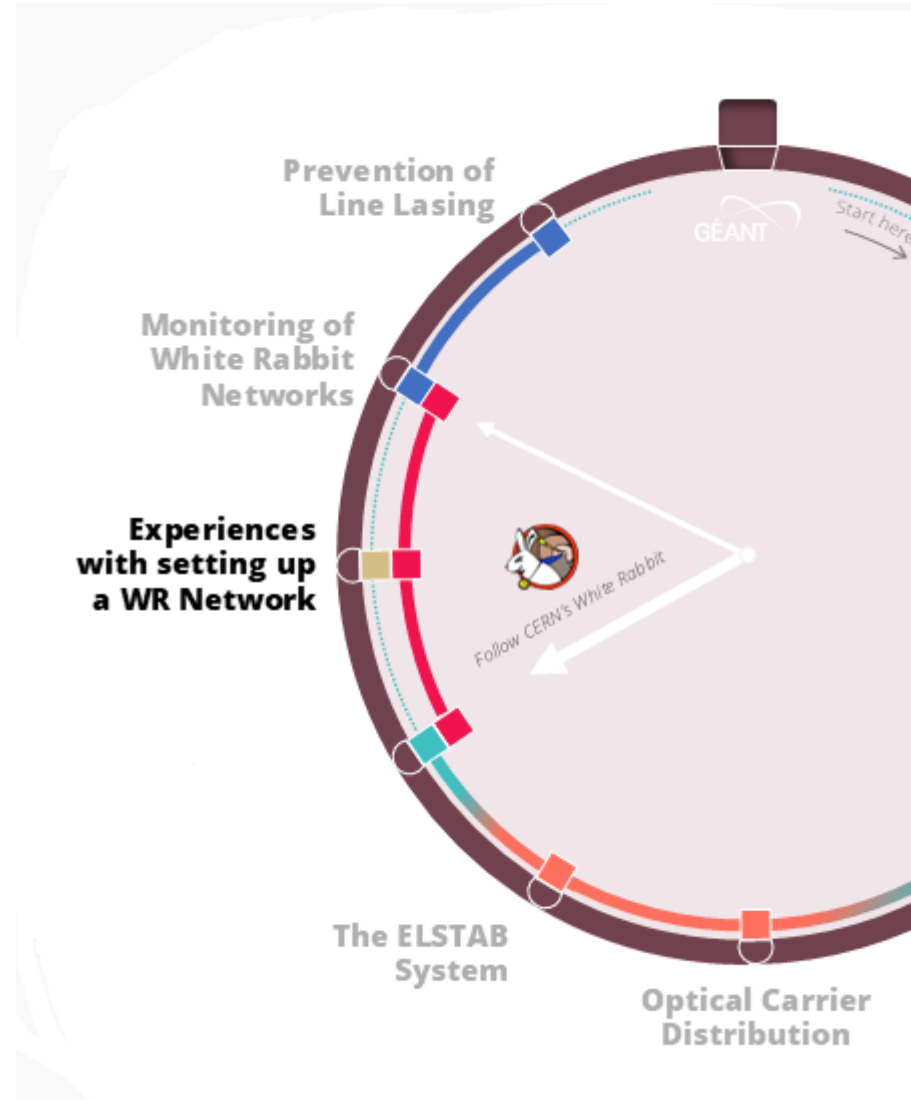 Prevention of
Line Lasing
GÉANT
Start here
Monitoring of
White Rabbit
Networks
Experiences
with setting up
a WR Network
Follow CERN's White Rabbit
The ELSTAB
System
Optical Carrier
Distribution